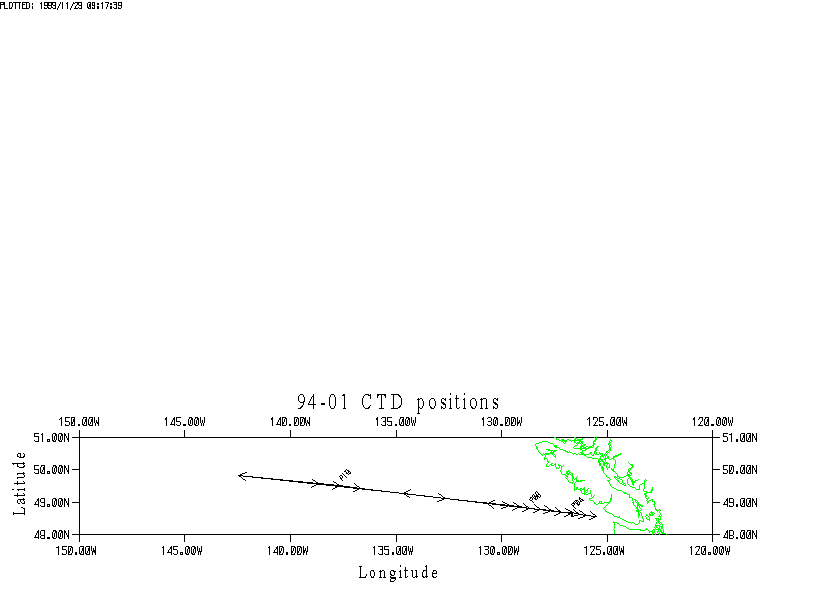 PLOTTED: 1999/11/23 09:17:39
94-01 CTD positions
150.00W 145.00W 140.00W 135.00W 130.00W 125.00W 120.00W
51.00N 51.00N
50.00N 50.00N
49.00N 49.00N
48.00N 48.00N
Latitude
P04
150.00W 145.00W 140.00W 135.00W 130.00W 125.00W 120.00W
Longitude